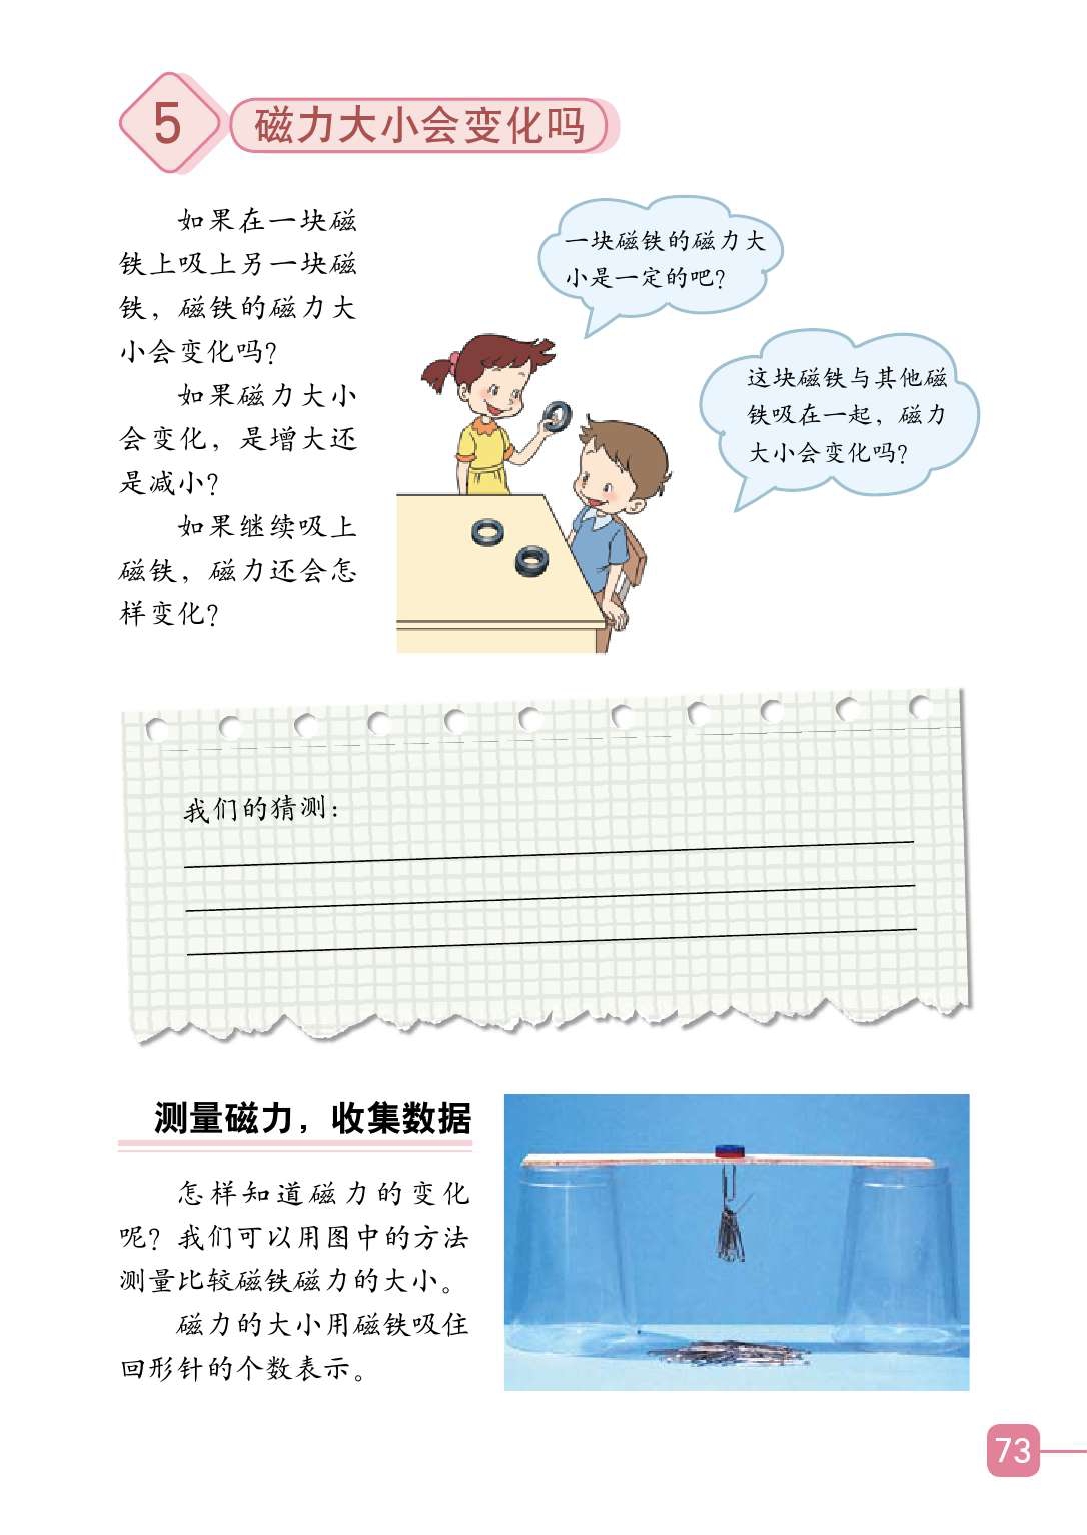 5
磁力大小会变化吗
如果在一块磁
铁上吸上另一块磁
铁，磁铁的磁力大
小会变化吗？
如果磁力大小
会变化，是增大还
是减小？
如果继续吸上
磁铁，磁力还会怎
样变化？
一块磁铁的磁力大
小是一定的吧？
这块磁铁与其他磁
铁吸在一起，磁力
大小会变化吗？
我们的猜测：
测量磁力，收集数据
怎样知道磁力的变化
呢？我们可以用图中的方法
测量比较磁铁磁力的大小。
磁力的大小用磁铁吸住
回形针的个数表示。
73